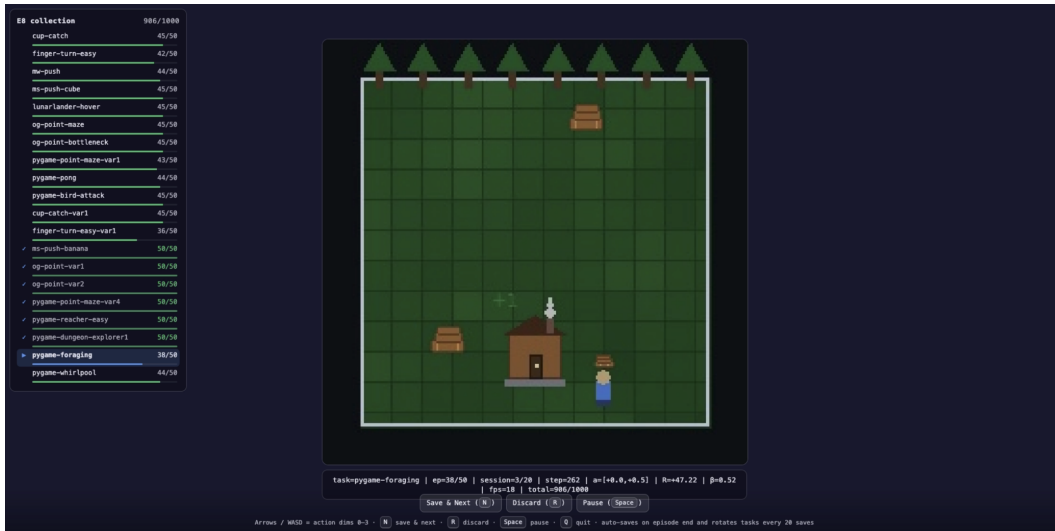 E8 collection 906/1000
cup-catch 45/50
finger-turn-easy 42/50
mw-push 44/50
ms-push-cube 45/50
lunarlander-hover 45/50
og-point-maze 45/50
og-point-bottleneck 45/50
pygame-point-maze-var1 43/50
pygame-pong 44/50
pygame-bird-attack 45/50
cup-catch-var1 45/50
finger-turn-easy-var1 36/50
✓ ms-push-banana 50/50
✓ og-point-var1 50/50
✓ og-point-var2 50/50
✓ pygame-point-maze-var4 50/50
✓ pygame-reacher-easy 50/50
✓ pygame-dungeon-explorer1 50/50
▶ pygame-foraging 38/50
pygame-whirlpool 44/50
+1
task=pygame-foraging | ep=38/50 | session=3/20 | step=262 | a=[+0.0,+0.5] | R=+47.22 | β=0.52
| fps=18 | total=906/1000
Save & Next (N) Discard (R) Pause (Space)
Arrows / WASD = action dims 0–3 · N save & next · R discard · Space pause · Q quit · auto-saves on episode end and rotates tasks every 20 saves